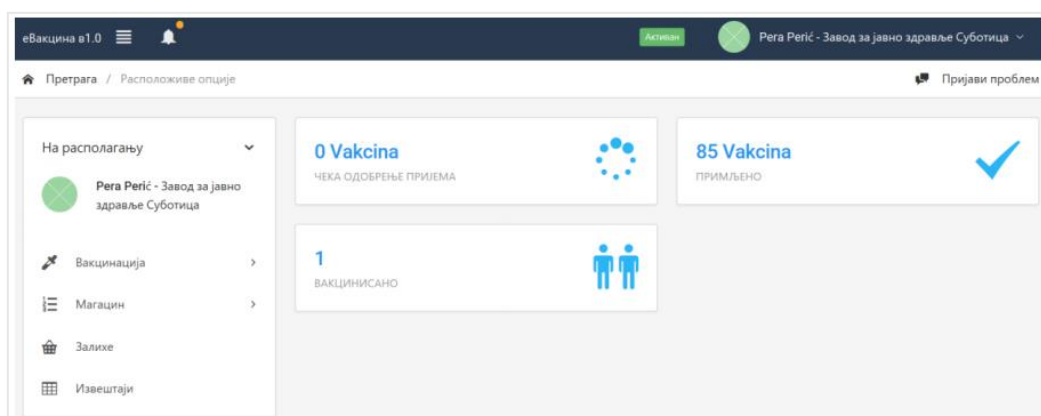 еВакцина в1.0
Активан
Pera Perić - Завод за јавно здравље Суботица
Претрага / Расположиве опције
Пријави проблем
На располагању
Pera Perić - Завод за јавно
здравље Суботица
Вакцинација
Магацин
Залихе
Извештаји
0 Vakcina
ЧЕКА ОДОБРЕЊЕ ПРИЈЕМА
85 Vakcina
ПРИМЉЕНО
1
ВАКЦИНИСАНО